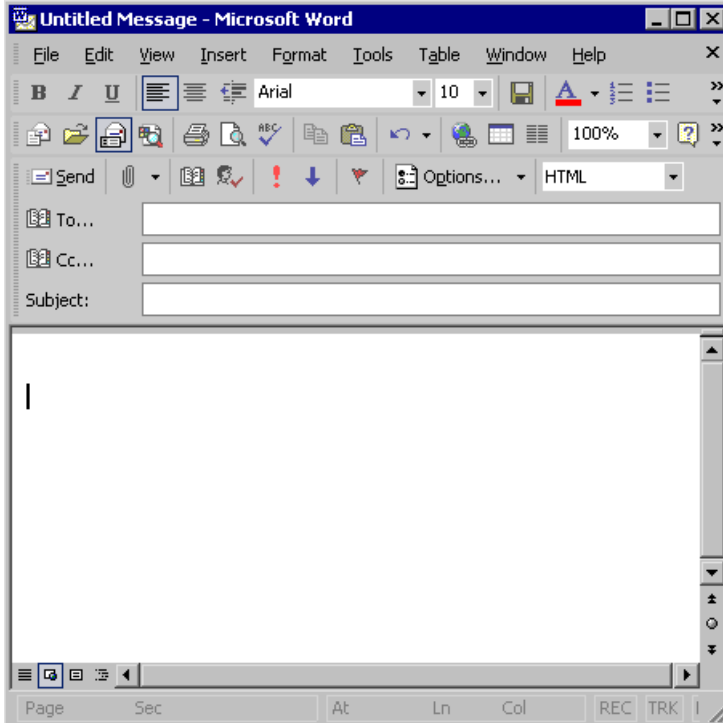 Untitled Message - Microsoft Word
File Edit View Insert Format Tools Table Window Help
B I U Arial 10 A
ABC 100%
Send Options... HTML
To...
Cc...
Subject:
Page Sec At Ln Col REC TRK